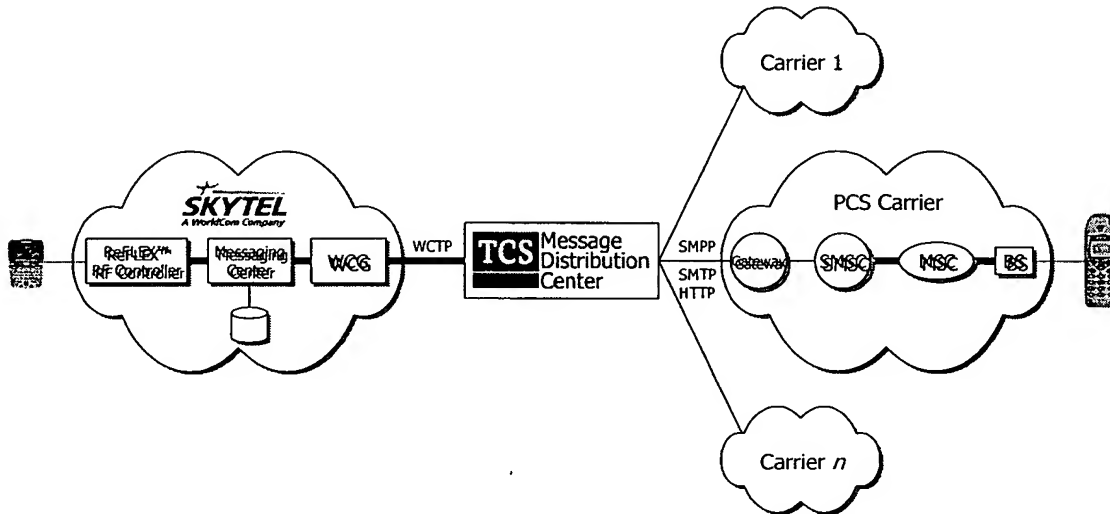 Carrier 1
SKYTEL
A WorldCom Company
PCS Carrier
ReFLEX™
RF Controller
Messaging
Center
WCG
WCTP
TCS
Message
Distribution
Center
SMPP
SMTP
HTTP
Gateway
SMSC
MSC
BS
Carrier n